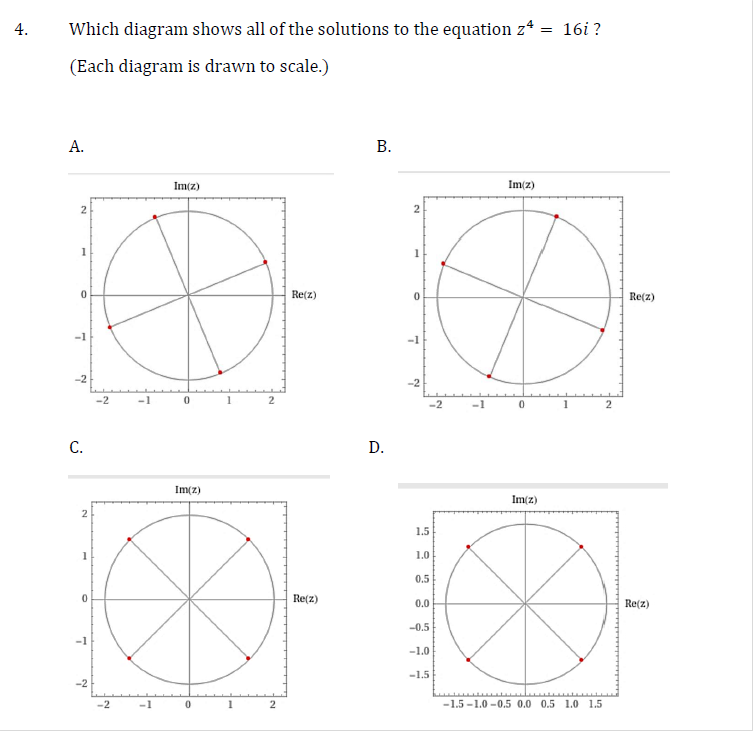 4. Which diagram shows all of the solutions to the equation z⁴ = 16i ?
(Each diagram is drawn to scale.)
A.
Im(z)
2
1
0
−1
−2
Re(z)
−2 −1 0 1 2
B.
Im(z)
2
1
0
−1
−2
Re(z)
−2 −1 0 1 2
C.
Im(z)
2
1
0
−1
−2
Re(z)
−2 −1 0 1 2
D.
Im(z)
1.5
1.0
0.5
0.0
−0.5
−1.0
−1.5
Re(z)
−1.5 −1.0 −0.5 0.0 0.5 1.0 1.5